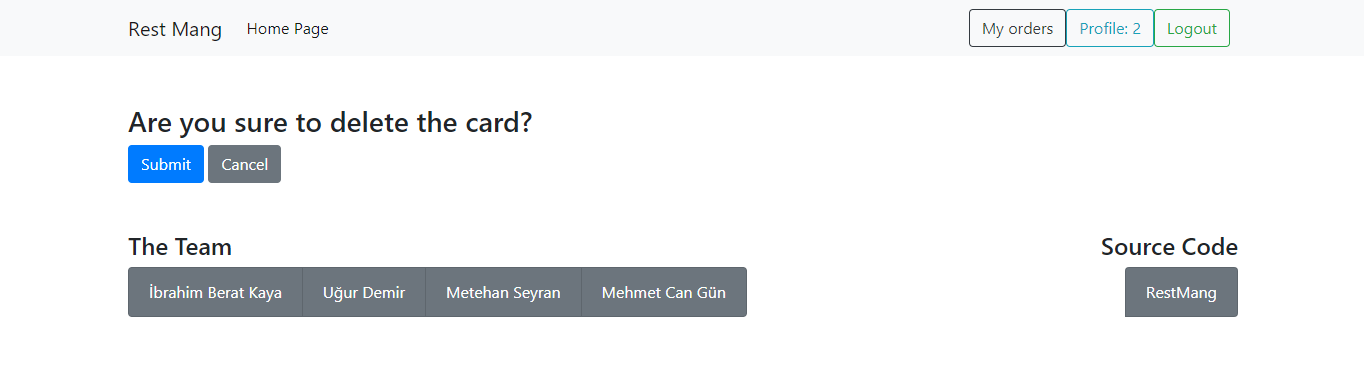 Rest Mang Home Page My orders Profile: 2 Logout
Are you sure to delete the card?
Submit Cancel
The Team Source Code
İbrahim Berat Kaya Uğur Demir Metehan Seyran Mehmet Can Gün RestMang